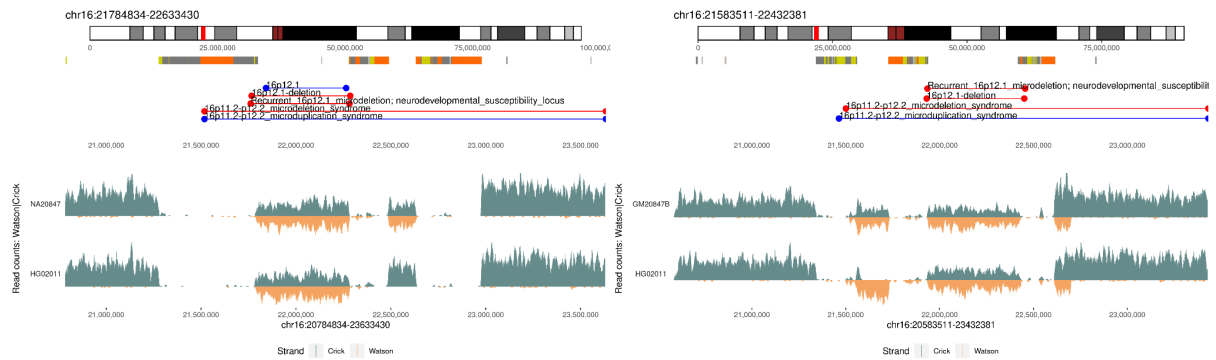 chr16:21784834-22633430
0 25,000,000 50,000,000 75,000,000 100,000,0
16p12.1
16p12.1-deletion
Recurrent_16p12.1_microdeletion; neurodevelopmental_susceptibility_locus
16p11.2-p12.2_microdeletion_syndrome
16p11.2-p12.2_microduplication_syndrome
21,000,000 21,500,000 22,000,000 22,500,000 23,000,000 23,500,000
Read counts: Watson|Crick
NA20847
HG02011
21,000,000 21,500,000 22,000,000 22,500,000 23,000,000 23,500,000
chr16:20784834-23633430
Strand Crick Watson
chr16:21583511-22432381
0 25,000,000 50,000,000 75,000,000
Recurrent_16p12.1_microdeletion; neurodevelopmental_susceptibilit
16p12.1-deletion
16p11.2-p12.2_microdeletion_syndrome
16p11.2-p12.2_microduplication_syndrome
21,000,000 21,500,000 22,000,000 22,500,000 23,000,000
Read counts: Watson|Crick
GM20847B
HG02011
21,000,000 21,500,000 22,000,000 22,500,000 23,000,000
chr16:20583511-23432381
Strand Crick Watson